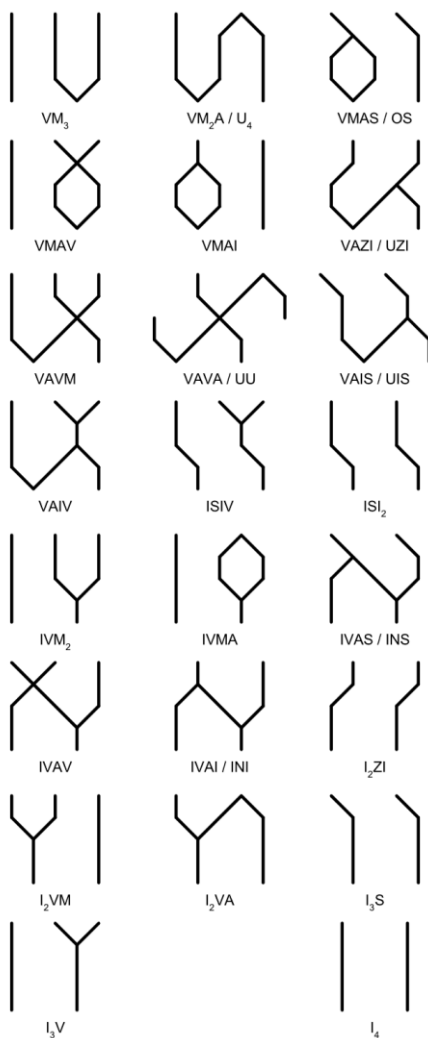 VM₃ VM₂A / U₄ VMAS / OS
VMAV VMAI VAZI / UZI
VAVM VAVA / UU VAIS / UIS
VAIV ISIV ISI₂
IVM₂ IVMA IVAS / INS
IVAV IVAI / INI I₂ZI
I₂VM I₂VA I₃S
I₃V I₄